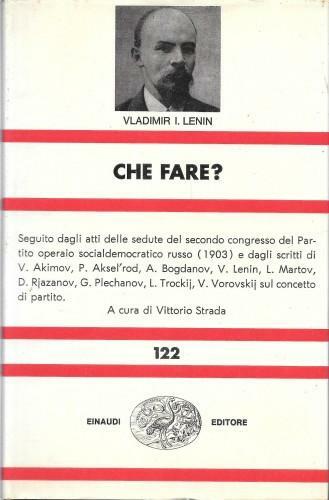 VLADIMIR I. LENIN
CHE FARE?
Seguito dagli atti delle sedute del secondo congresso del Par-
tito operaio socialdemocratico russo (1903) e dagli scritti di
V. Akimov, P. Aksel'rod, A. Bogdanov, V. Lenin, L. Martov,
D. Rjazanov, G. Plechanov, L. Trockij, V. Vorovskij sul concetto
di partito.
A cura di Vittorio Strada
122
EINAUDI EDITORE